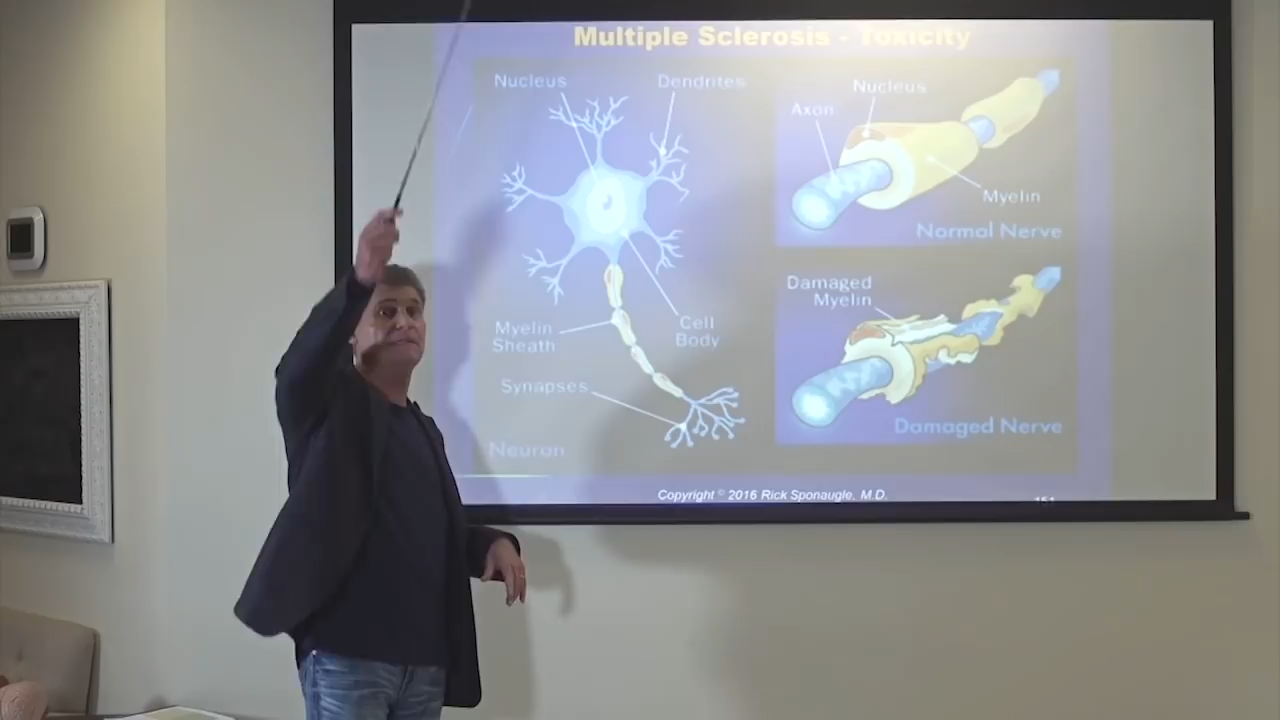 Multiple Sclerosis - Toxicity
Nucleus
Dendrites
Myelin
Sheath
Cell
Body
Synapses
Neuron
Nucleus
Axon
Myelin
Normal Nerve
Damaged
Myelin
Damaged Nerve
Copyright © 2016 Rick Sponaugle, M.D.
151